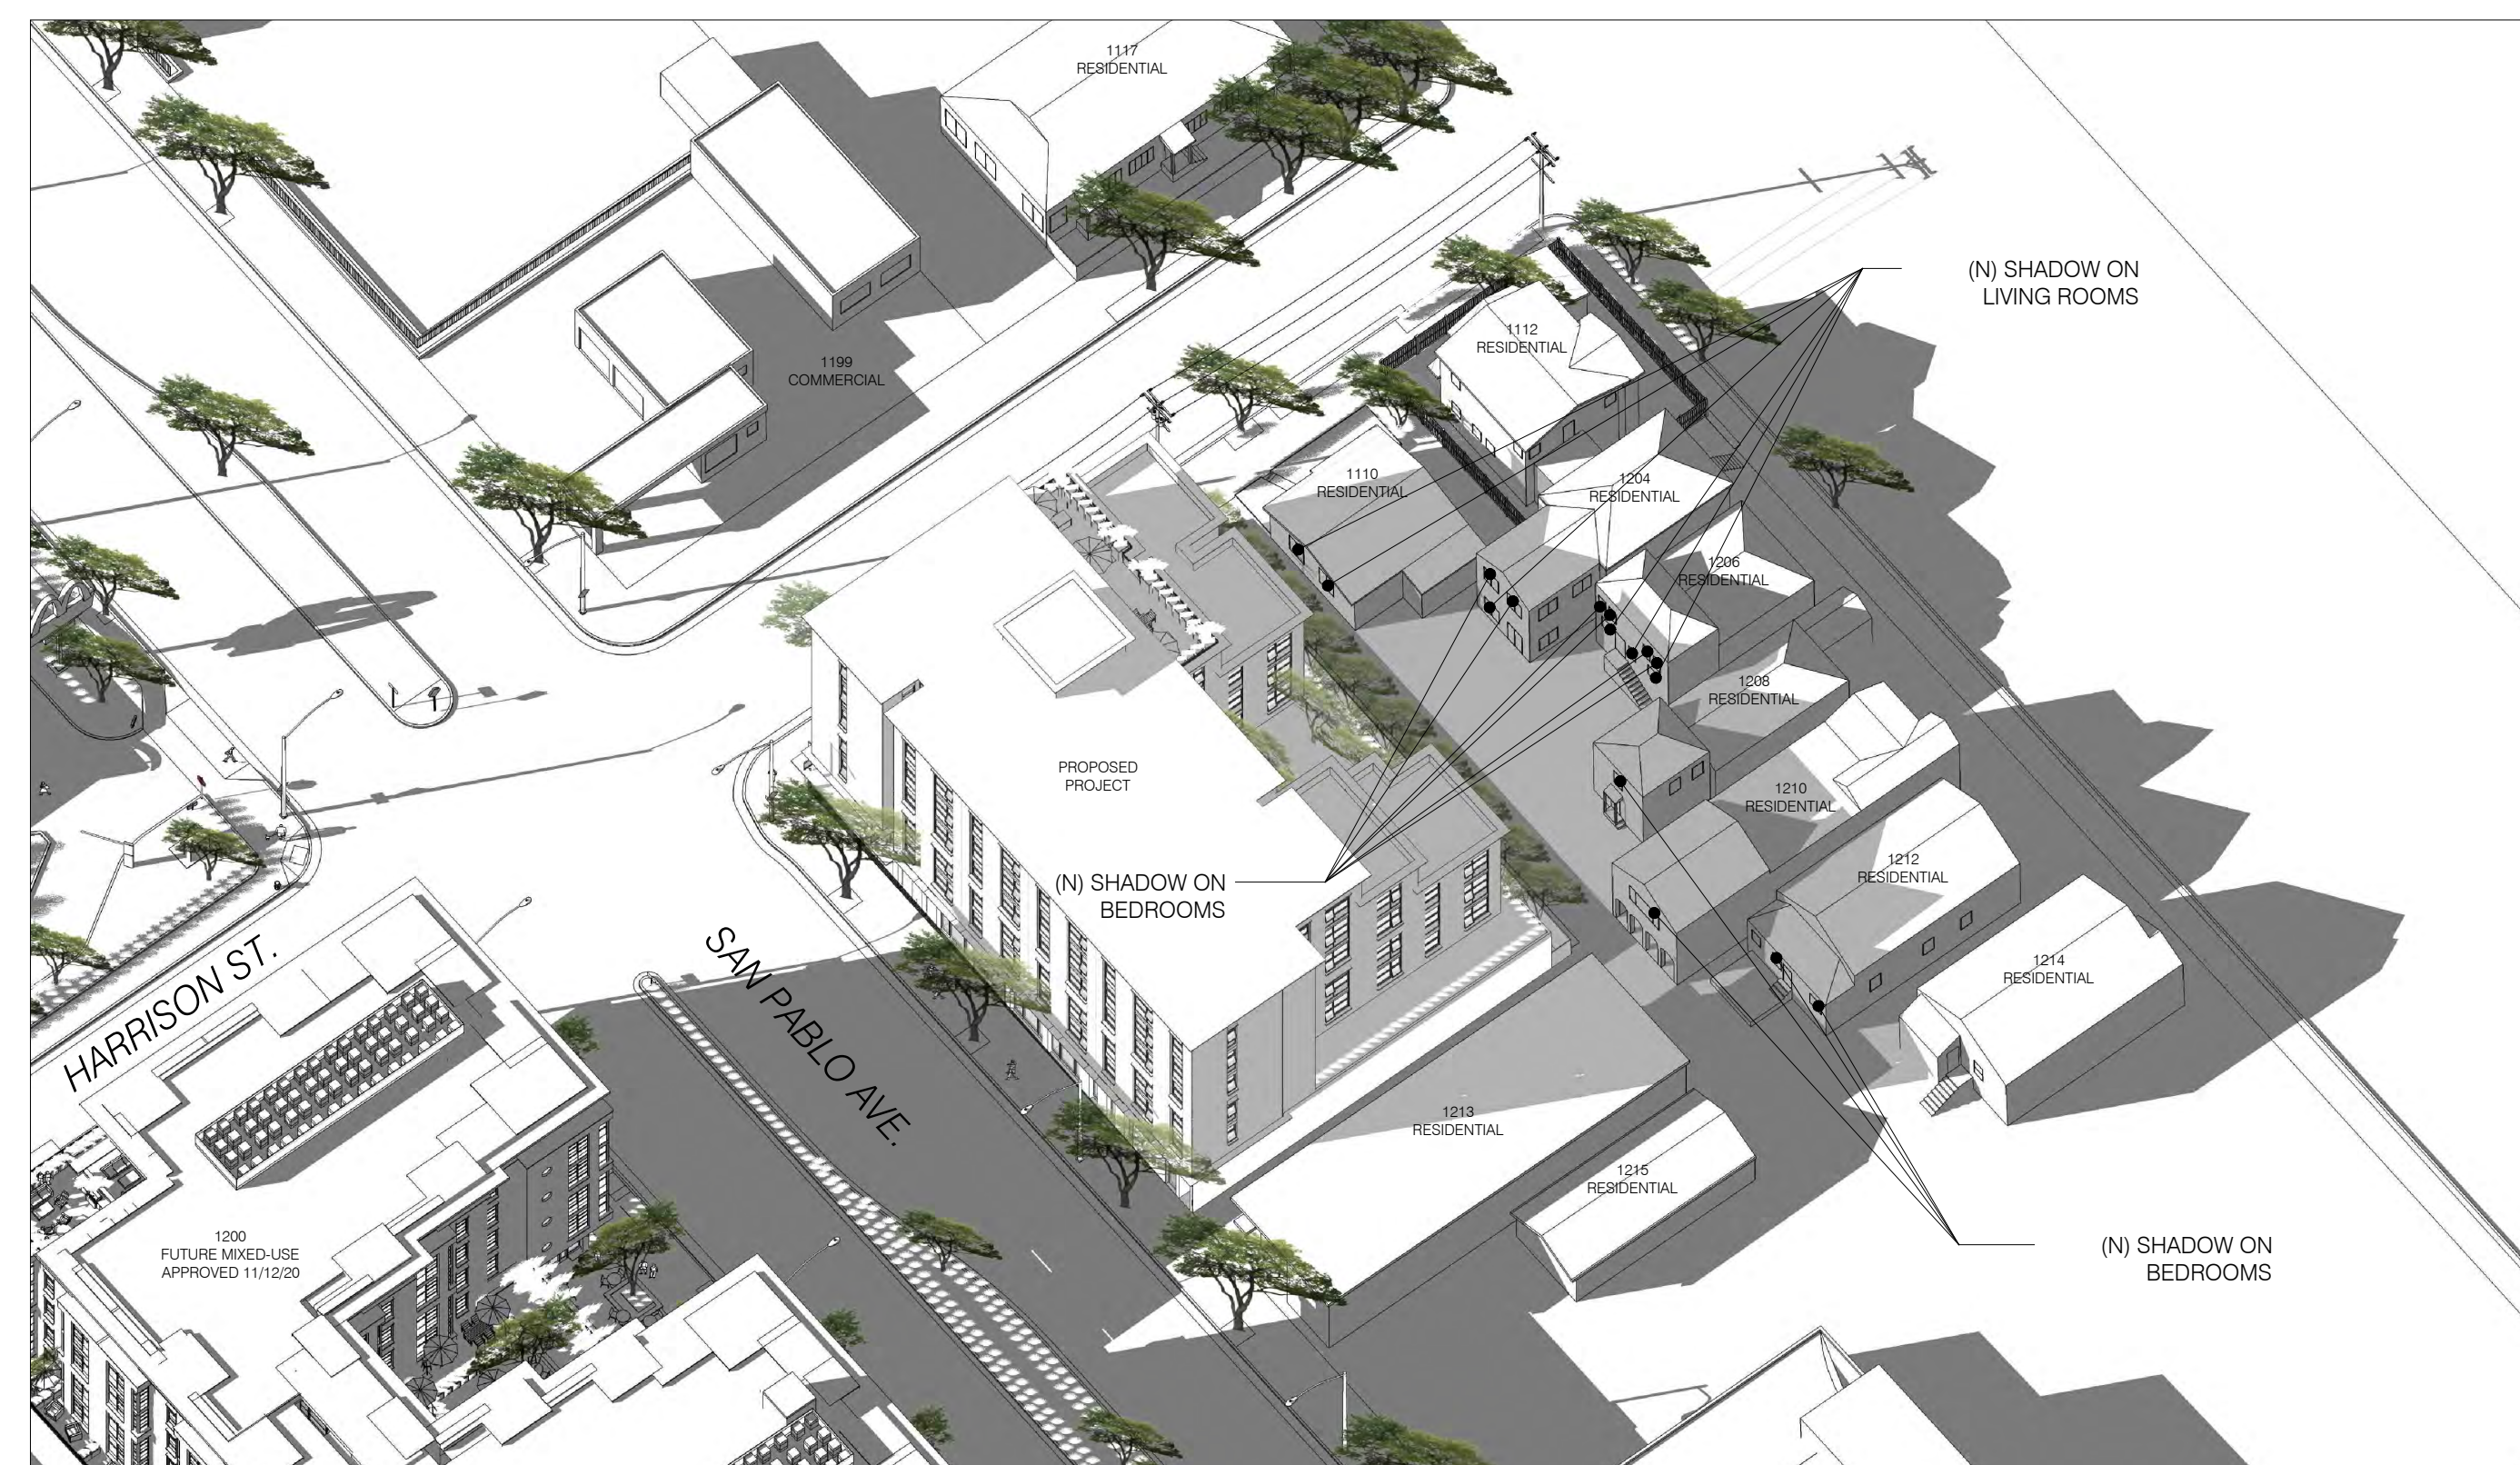 1117
RESIDENTIAL
(N) SHADOW ON
LIVING ROOMS
1112
RESIDENTIAL
1199
COMMERCIAL
1110
RESIDENTIAL
1204
RESIDENTIAL
1206
RESIDENTIAL
1208
RESIDENTIAL
PROPOSED
PROJECT
1210
RESIDENTIAL
1212
RESIDENTIAL
(N) SHADOW ON
BEDROOMS
HARRISON ST.
SAN PABLO AVE.
1214
RESIDENTIAL
1213
RESIDENTIAL
1215
RESIDENTIAL
1200
FUTURE MIXED-USE
APPROVED 11/12/20
(N) SHADOW ON
BEDROOMS